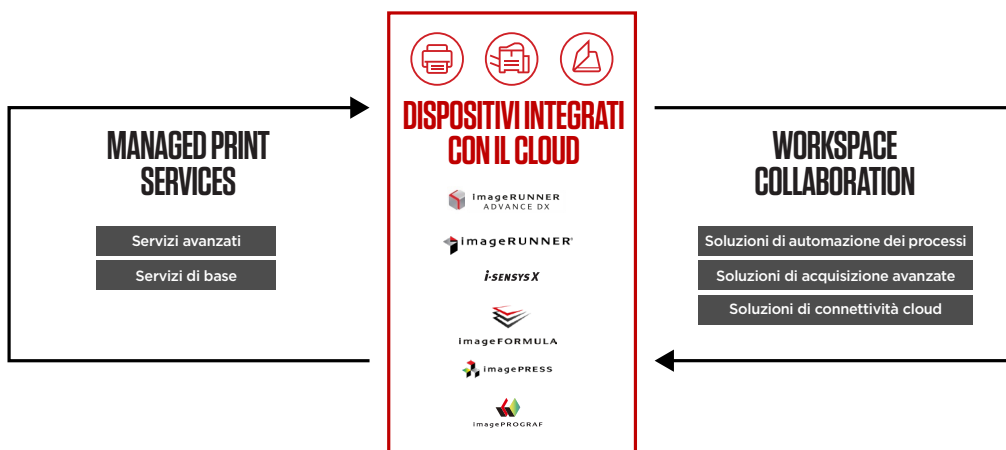 MANAGED PRINT
SERVICES
Servizi avanzati
Servizi di base
DISPOSITIVI INTEGRATI
CON IL CLOUD
imageRUNNER
ADVANCE DX
imageRUNNER®
i-SENSYS X
imageFORMULA
imagePRESS
imagePROGRAF
WORKSPACE
COLLABORATION
Soluzioni di automazione dei processi
Soluzioni di acquisizione avanzate
Soluzioni di connettività cloud